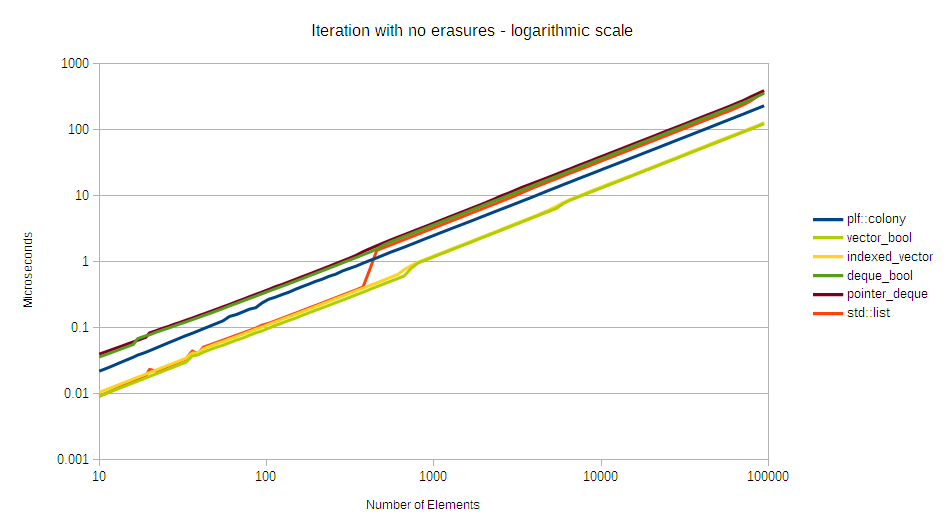 Iteration with no erasures - logarithmic scale
1000
100
10
1
0.1
0.01
0.001
Microseconds
10
100
1000
10000
100000
Number of Elements
plf::colony
vector_bool
indexed_vector
deque_bool
pointer_deque
std::list